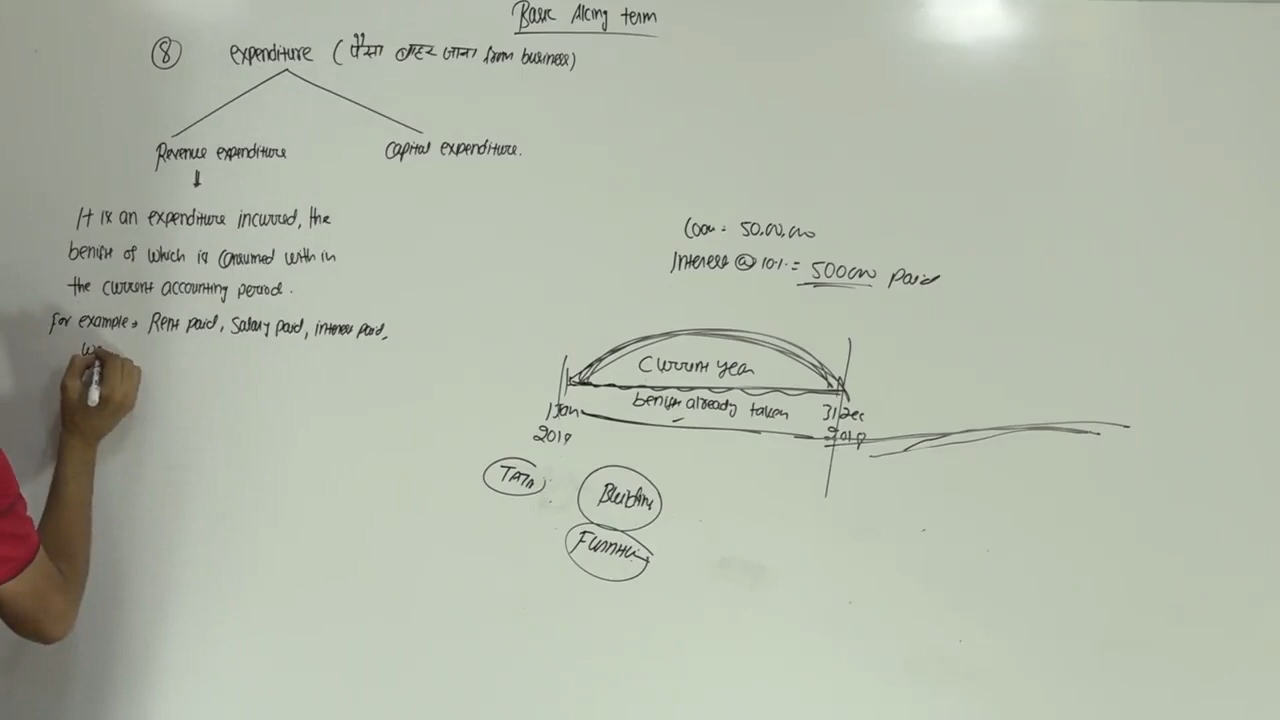 Basic A/cing term
⑧ expenditure (पैसा बाहर जाना from business)
Revenue expenditure
Capital expenditure.
It is an expenditure incurred, the
benefit of which is consumed with in
the current accounting period.
For example → Rent paid, Salary paid, interest paid,
Loan = 50,00,000
Interest @ 10% = 500000 paid
Current year
benefit already taken
1 Jan
31 Dec
TATA
Building
Furniture